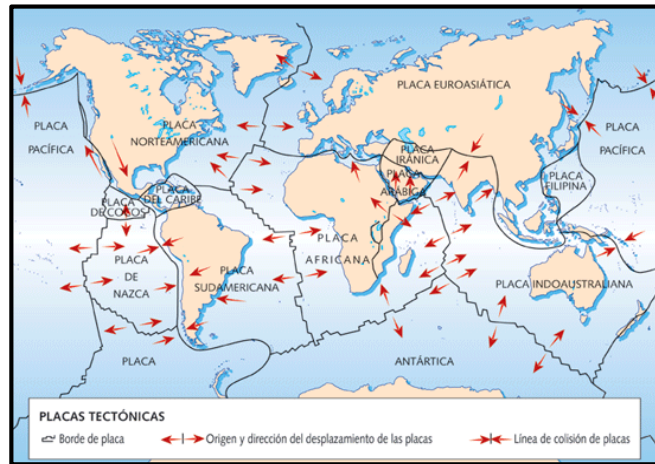 PLACA EUROASIÁTICA
PLACA
PACÍFICA
PLACA
NORTEAMERICANA
PLACA
IRÁNICA
PLACA
ARÁBICA
PLACA
PACÍFICA
PLACA
FILIPINA
PLACA
DEL CARIBE
PLACA
DE COCOS
PLACA
DE
NAZCA
PLACA
SUDAMERICANA
PLACA
AFRICANA
PLACA INDOAUSTRALIANA
PLACA
ANTÁRTICA
PLACAS TECTÓNICAS
Borde de placa
Origen y dirección del desplazamiento de las placas
Línea de colisión de placas